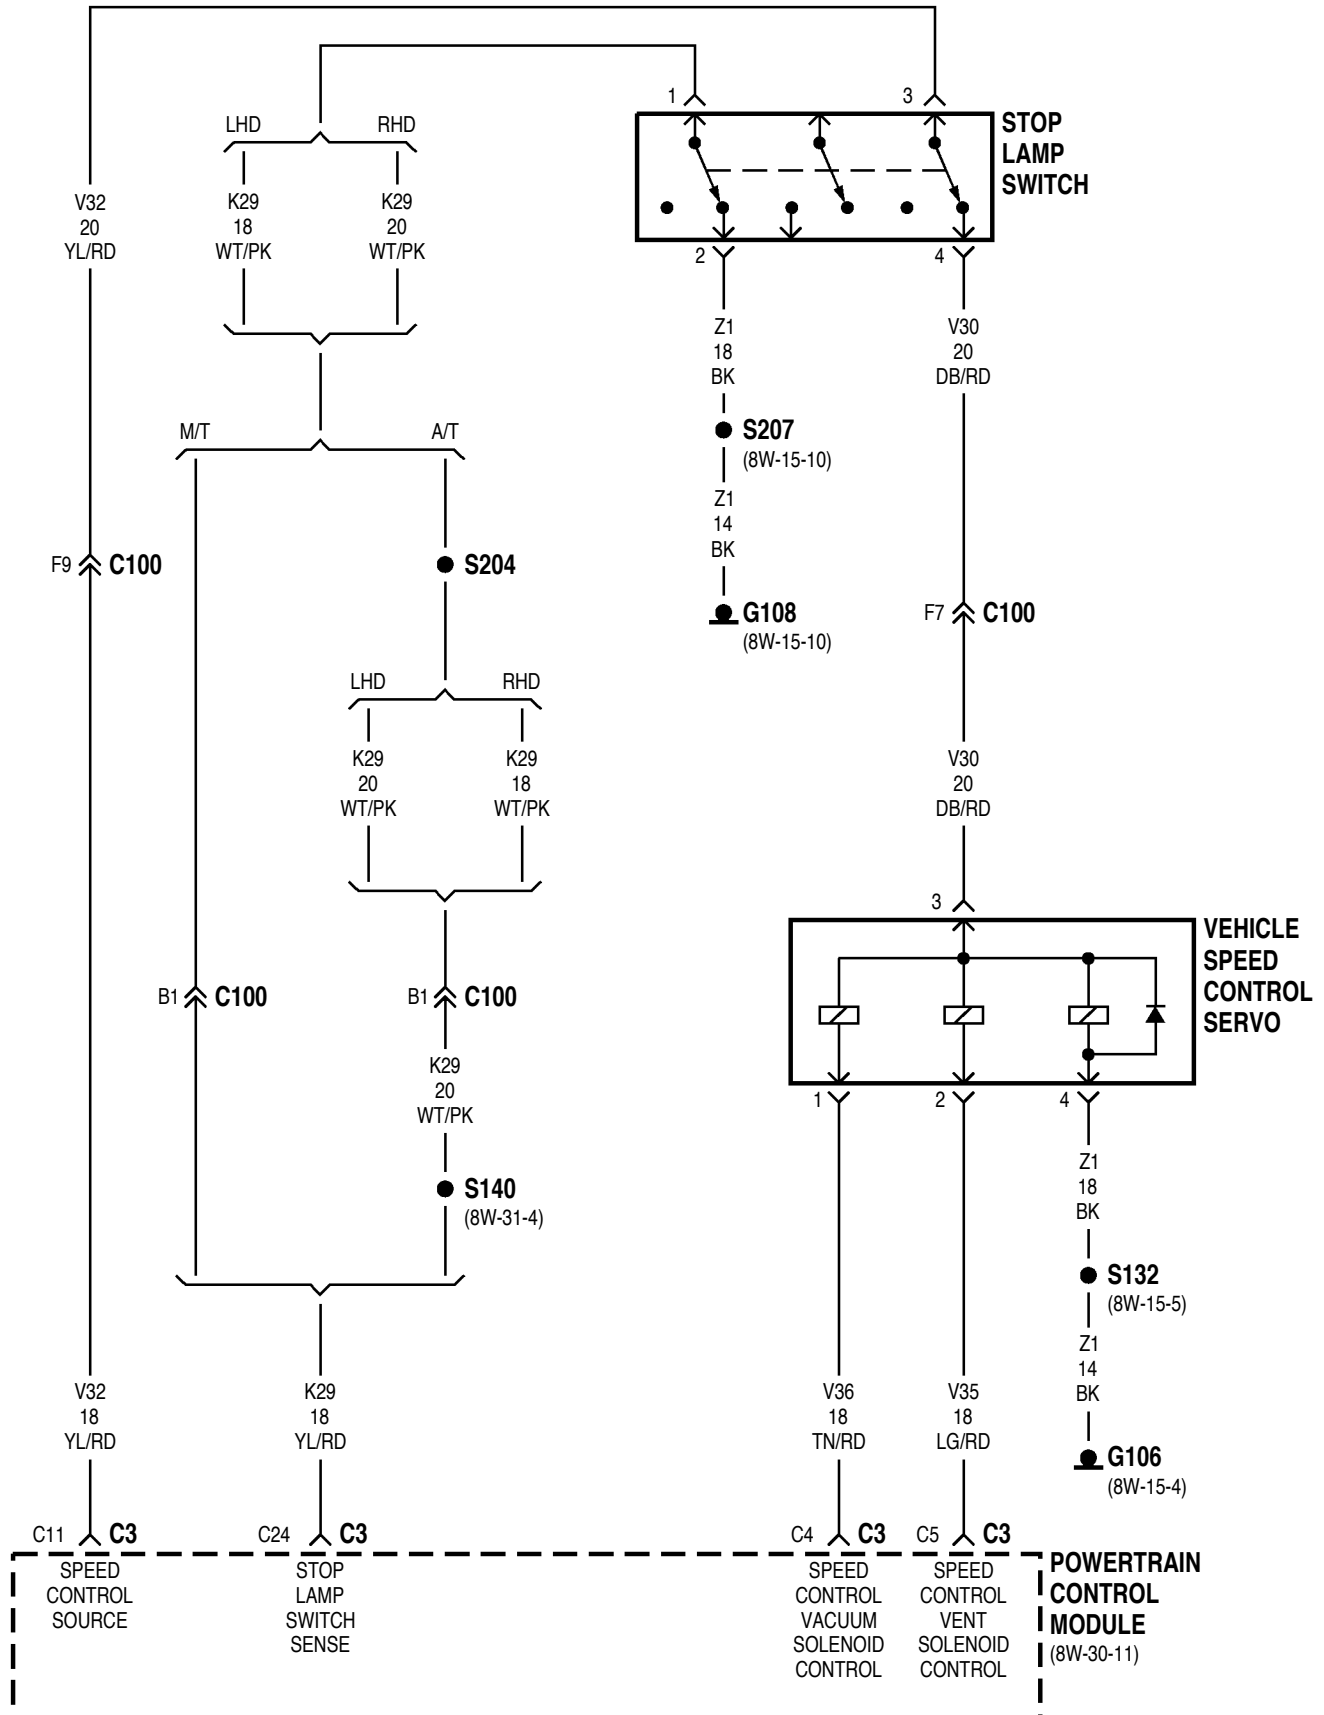 1
3
STOP
LAMP
SWITCH
LHD
RHD
V32
20
YL/RD
K29
18
WT/PK
K29
20
WT/PK
2
4
Z1
18
BK
V30
20
DB/RD
M/T
A/T
S207
(8W-15-10)
Z1
14
BK
F9
C100
S204
G108
(8W-15-10)
F7
C100
LHD
RHD
K29
20
WT/PK
K29
18
WT/PK
V30
20
DB/RD
3
VEHICLE
SPEED
CONTROL
SERVO
B1
C100
B1
C100
K29
20
WT/PK
1
2
4
S140
(8W-31-4)
Z1
18
BK
S132
(8W-15-5)
Z1
14
BK
V32
18
YL/RD
K29
18
YL/RD
V36
18
TN/RD
V35
18
LG/RD
G106
(8W-15-4)
C11
C3
C24
C3
C4
C3
C5
C3
SPEED
CONTROL
SOURCE
STOP
LAMP
SWITCH
SENSE
SPEED
CONTROL
VACUUM
SOLENOID
CONTROL
SPEED
CONTROL
VENT
SOLENOID
CONTROL
POWERTRAIN
CONTROL
MODULE
(8W-30-11)